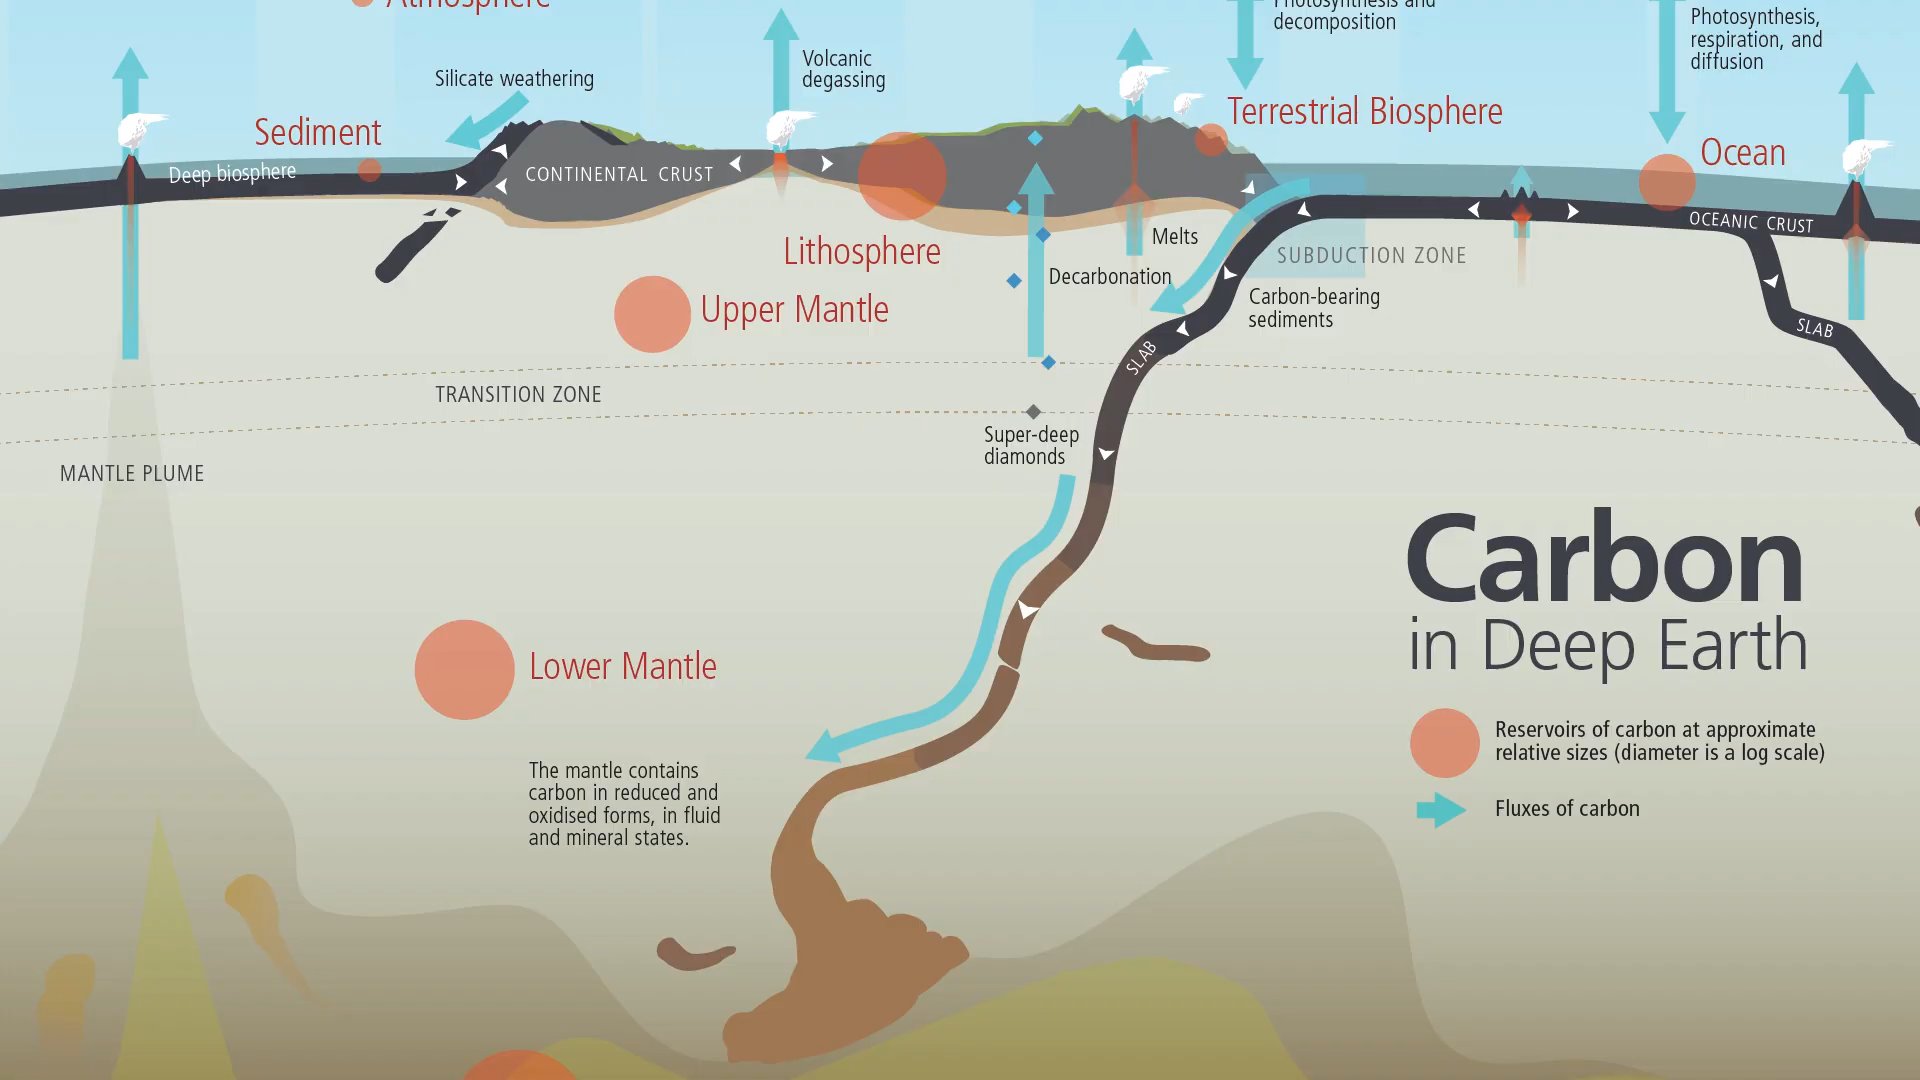 Atmosphere
Photosynthesis and
decomposition
Photosynthesis,
respiration, and
diffusion
Silicate weathering
Volcanic
degassing
Terrestrial Biosphere
Sediment
Ocean
Deep biosphere
CONTINENTAL CRUST
OCEANIC CRUST
Lithosphere
Melts
SUBDUCTION ZONE
Decarbonation
Upper Mantle
Carbon-bearing
sediments
SLAB
SLAB
TRANSITION ZONE
Super-deep
diamonds
MANTLE PLUME
Carbon
in Deep Earth
Lower Mantle
Reservoirs of carbon at approximate
relative sizes (diameter is a log scale)
The mantle contains
carbon in reduced and
oxidised forms, in fluid
and mineral states.
Fluxes of carbon